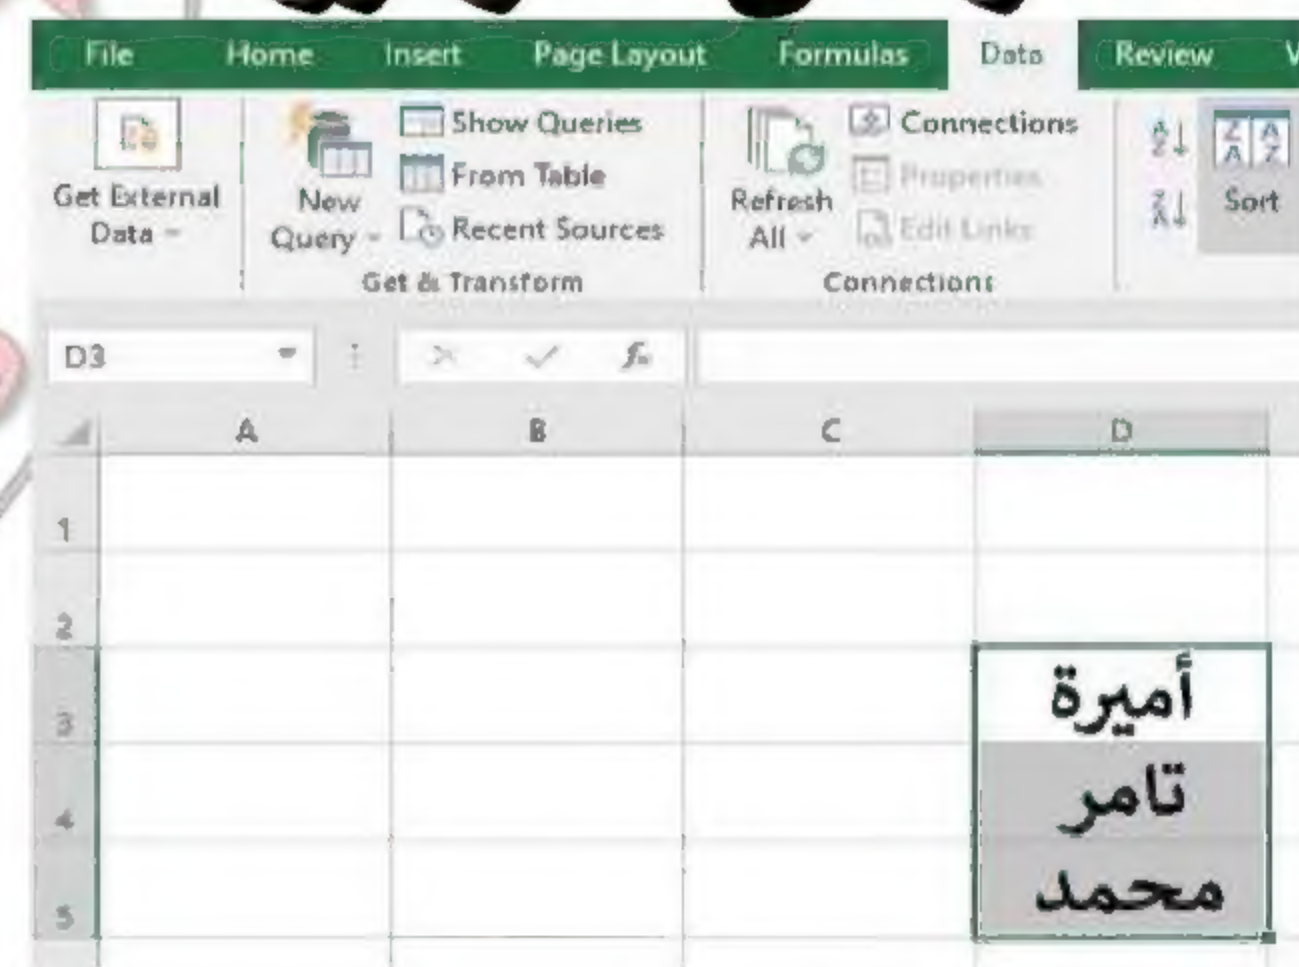 File Home Insert Page Layout Formulas Data Review
Show Queries Connections
From Table Properties
Get External Data New Query Recent Sources Refresh All Edit Links Sort
Get & Transform Connections
D3
A B C D
1
2
3 أميرة
4 تامر
5 محمد